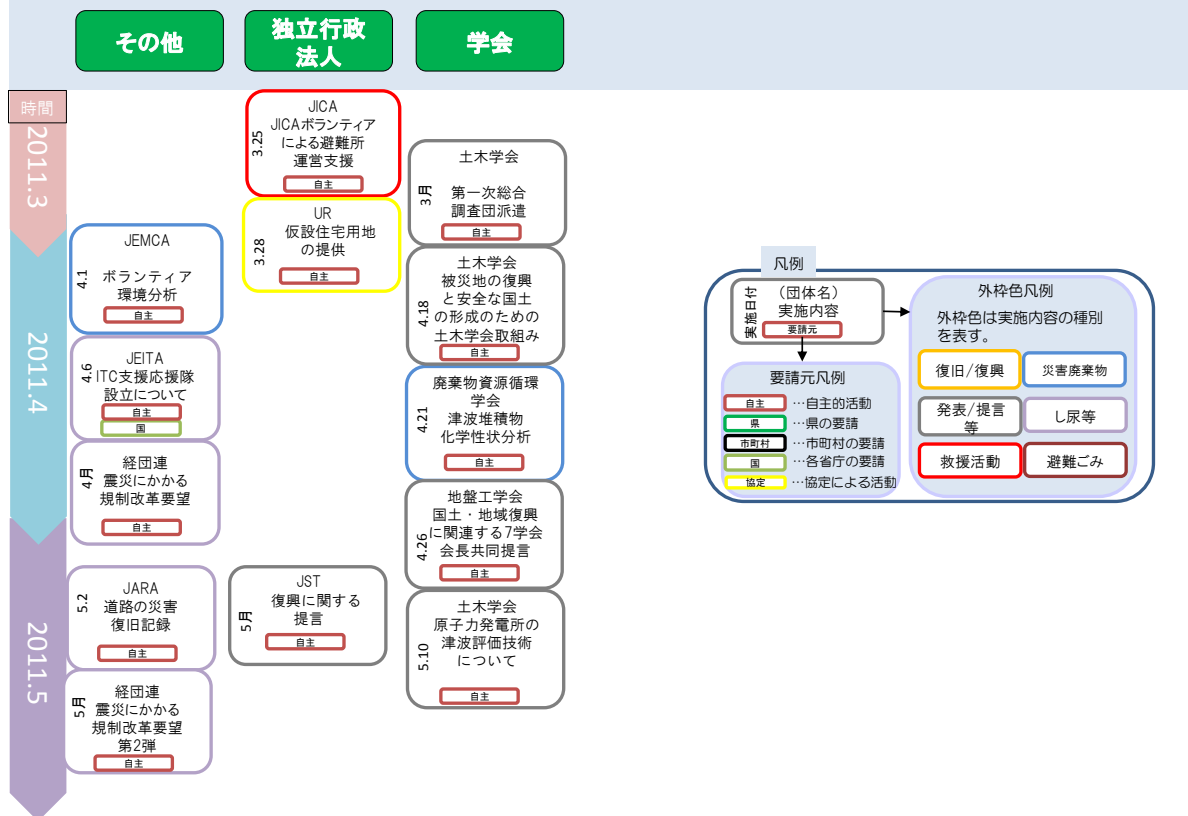 その他
独立行政
法人
学会
時間
2011.3
2011.4
2011.5
JEMCA
4.1
ボランティア
環境分析
自主
JEITA
4.6
ITC支援応援隊
設立について
自主
国
経団連
4月
震災にかかる
規制改革要望
自主
JARA
5.2
道路の災害
復旧記録
自主
経団連
5月
震災にかかる
規制改革要望
第2弾
自主
JICA
3.25
JICAボランティア
による避難所
運営支援
自主
UR
3.28
仮設住宅用地
の提供
自主
JST
5月
復興に関する
提言
自主
土木学会
3月
第一次総合
調査団派遣
自主
土木学会
4.18
被災地の復興
と安全な国土
の形成のための
土木学会取組み
自主
廃棄物資源循環
学会
4.21
津波堆積物
化学性状分析
自主
地盤工学会
4.26
国土・地域復興
に関連する7学会
会長共同提言
自主
土木学会
5.10
原子力発電所の
津波評価技術
について
自主
凡例
実施日付
（団体名）
実施内容
要請元
要請元凡例
自主 …自主的活動
県 …県の要請
市町村 …市町村の要請
国 …各省庁の要請
協定 …協定による活動
外枠色凡例
外枠色は実施内容の種別
を表す。
復旧/復興
災害廃棄物
発表/提言
等
し尿等
救援活動
避難ごみ